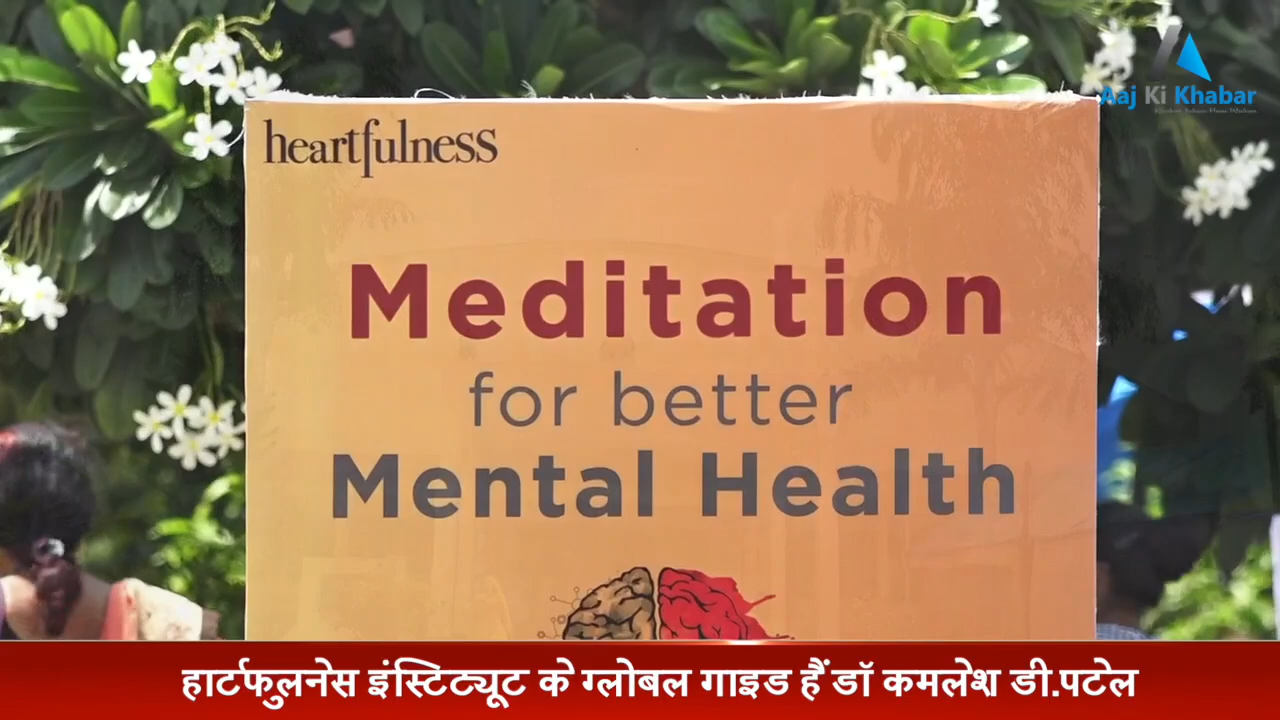 Aaj Ki Khabar
heartfulness
Meditation
for better
Mental Health
हार्टफुलनेस इंस्टिट्यूट के ग्लोबल गाइड हैं डॉ कमलेश डी.पटेल